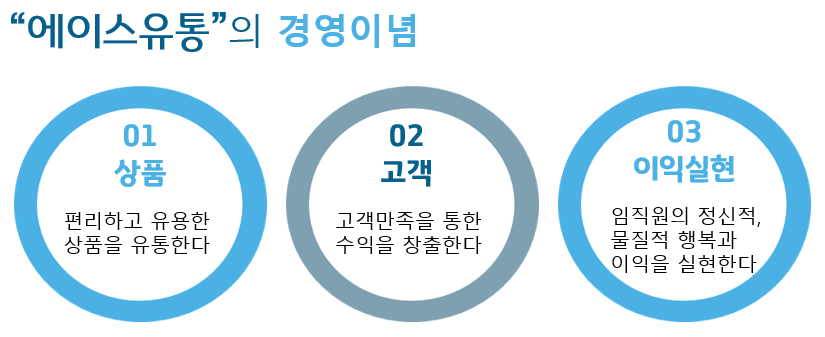 “에이스유통”의 경영이념
01
상품
편리하고 유용한
상품을 유통한다
02
고객
고객만족을 통한
수익을 창출한다
03
이익실현
임직원의 정신적,
물질적 행복과
이익을 실현한다